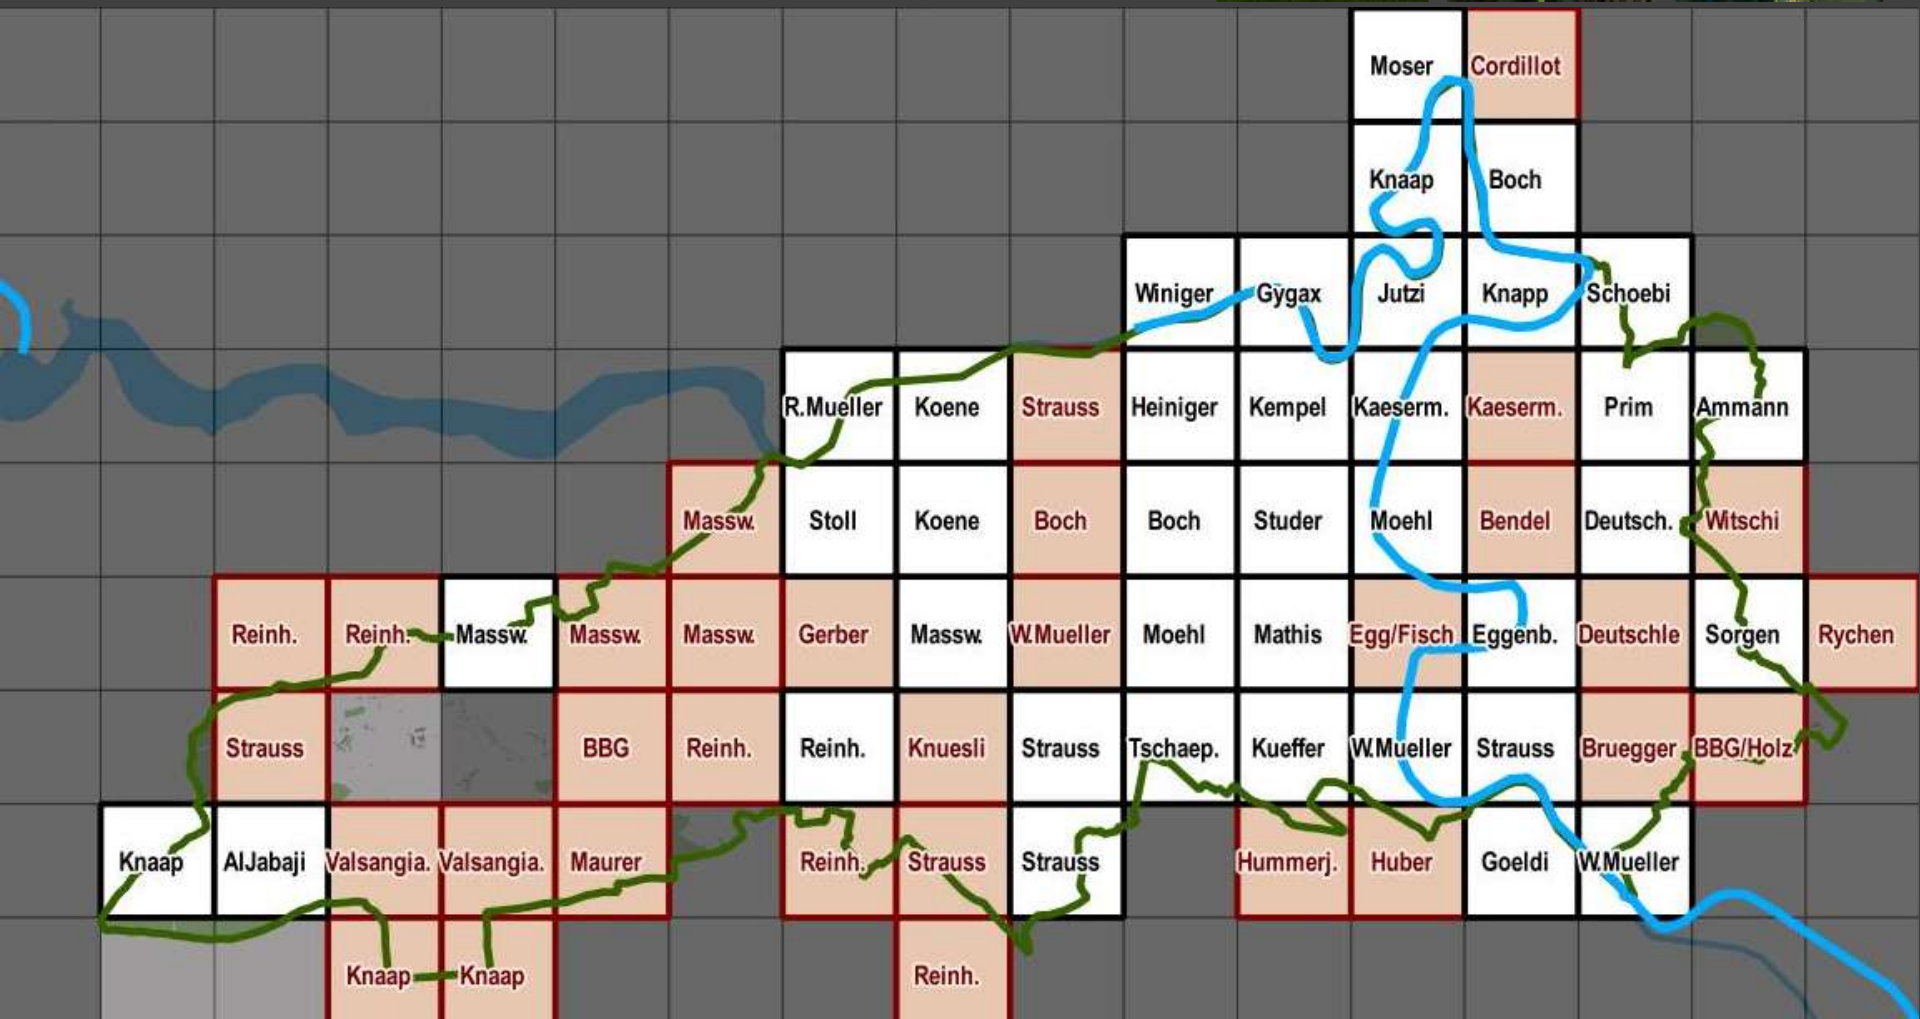 Moser Cordillot
Knaap Boch
Winiger Gygax Jutzi Knapp Schoebi
R.Mueller Koene Strauss Heiniger Kempel Kaeserm. Kaeserm. Prim Ammann
Massw. Stoll Koene Boch Boch Studer Moehl Bendel Deutsch. Witschi
Reinh. Reinh. Massw. Massw. Massw. Gerber Massw. W.Mueller Moehl Mathis Egg/Fisch Eggenb. Deutschle Sorgen Rychen
Strauss BBG Reinh. Reinh. Knuesli Strauss Tschaep. Kueffer W.Mueller Strauss Bruegger BBG/Holz
Knaap AlJabaji Valsangia. Valsangia. Maurer Reinh. Strauss Strauss Hummerj. Huber Goeldi W.Mueller
Knaap Knaap Reinh.